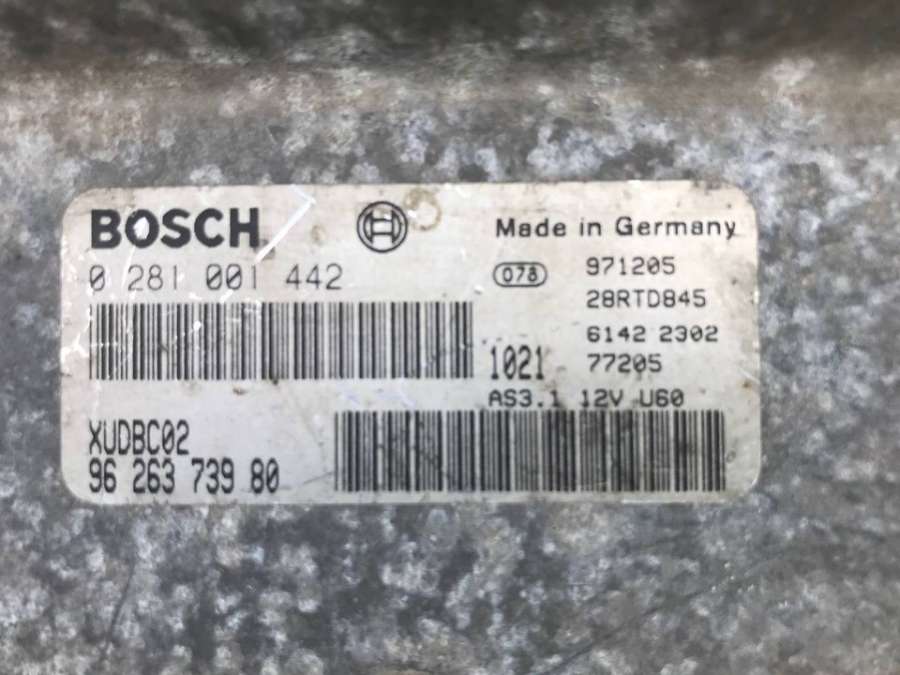 BOSCH
Made in Germany
0 281 001 442
078
971205
28RTD845
6142 2302
1021
77205
AS3.1 12V U60
XUDBC02
96 263 739 80